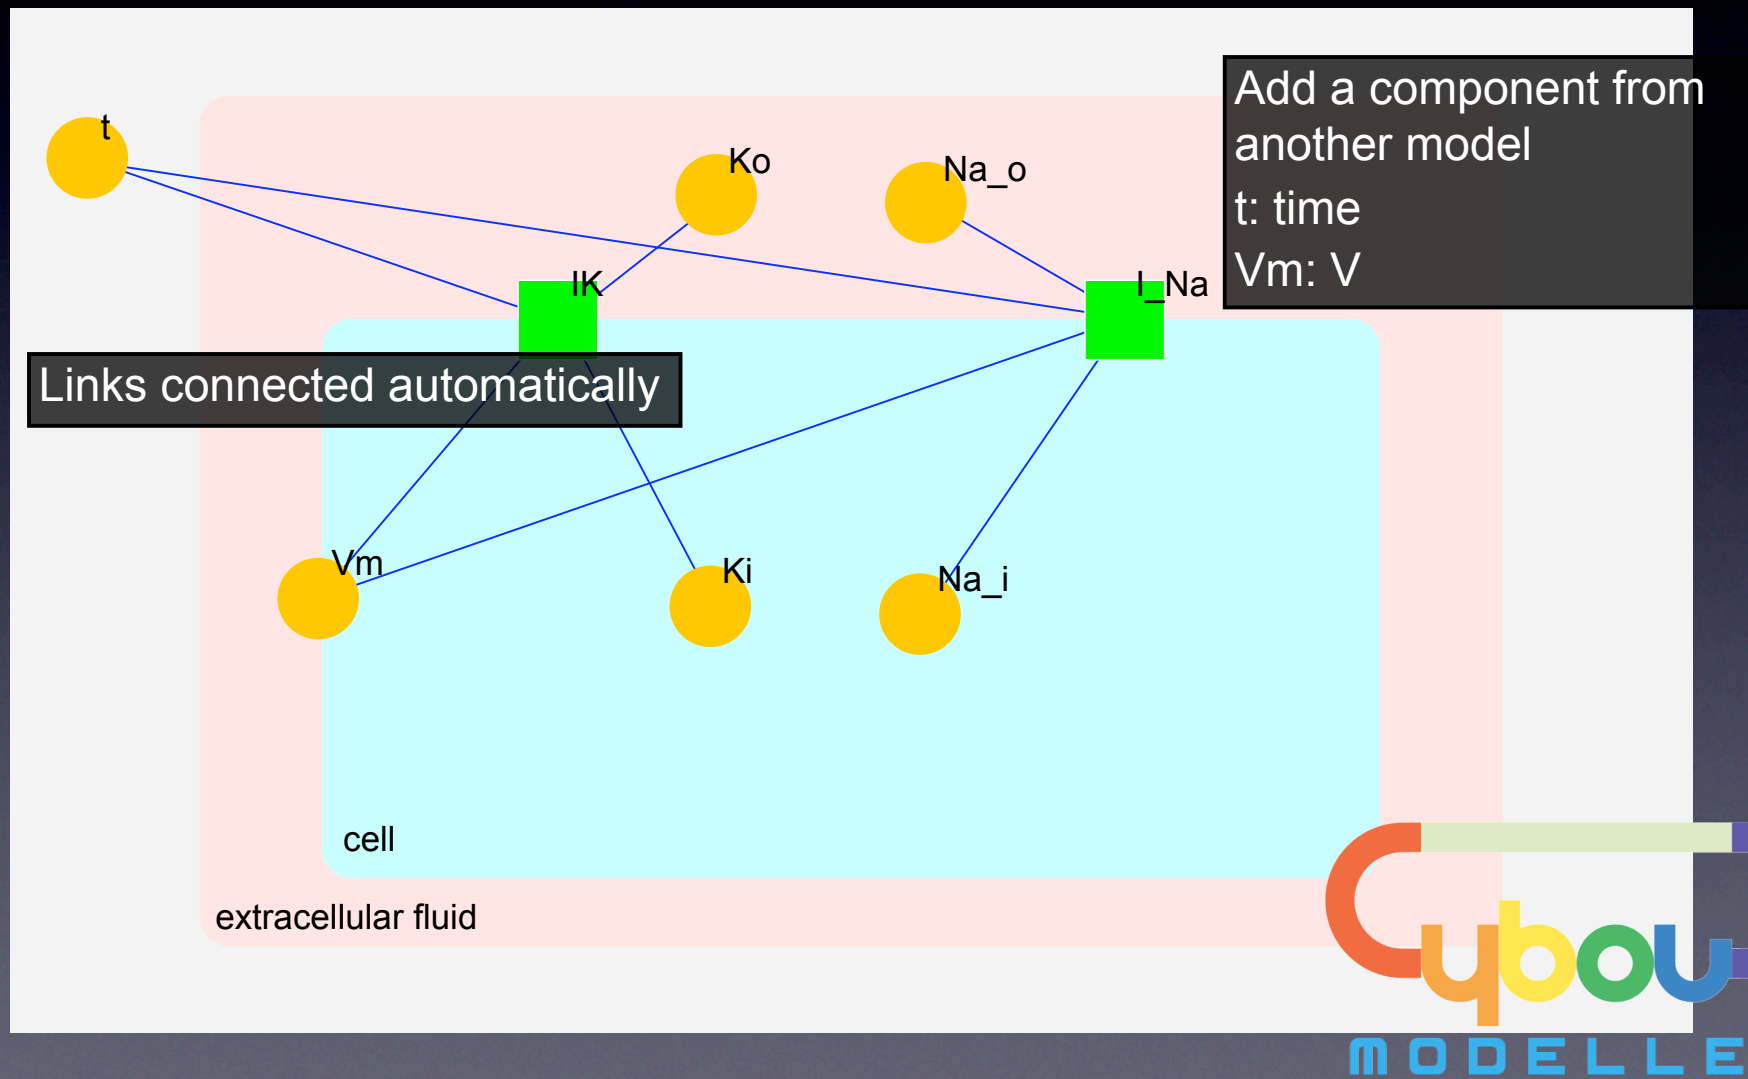 Add a component from
another model
t: time
Vm: V
t
Ko
Na_o
IK
I_Na
Links connected automatically
Vm
Ki
Na_i
cell
extracellular fluid
Cybou
MODELLE